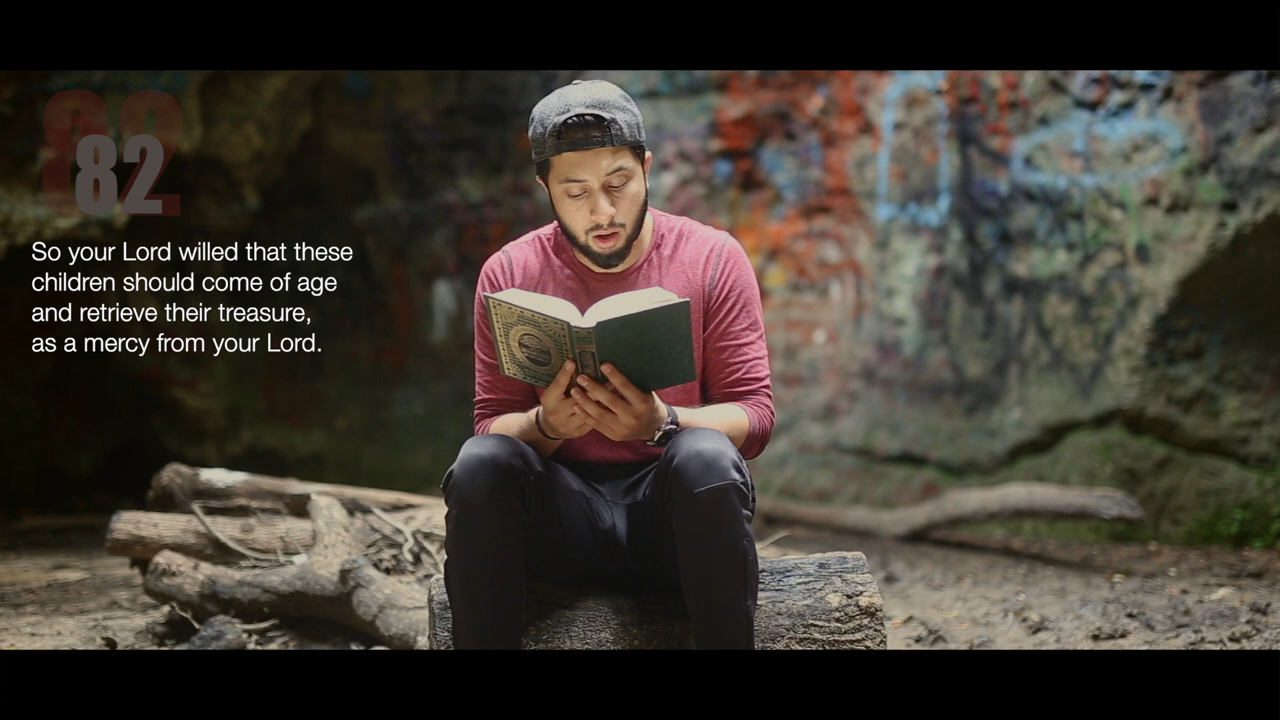 82
So your Lord willed that these
children should come of age
and retrieve their treasure,
as a mercy from your Lord.